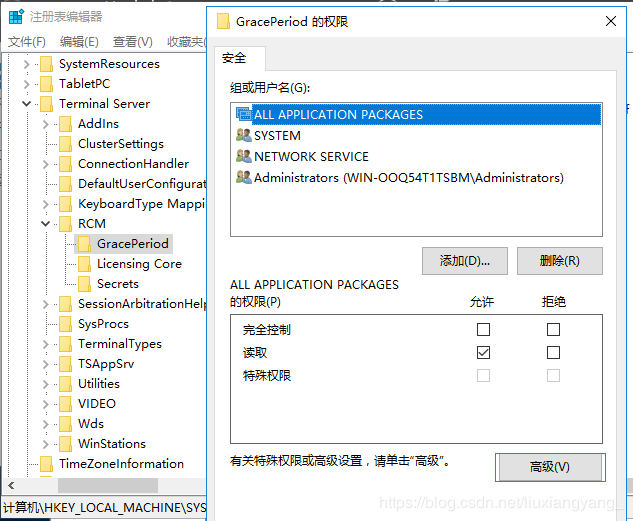 注册表编辑器
文件(F) 编辑(E) 查看(V) 收藏夹(
SystemResources
TabletPC
Terminal Server
AddIns
ClusterSettings
ConnectionHandler
DefaultUserConfigurat
KeyboardType Mappi
RCM
GracePeriod
Licensing Core
Secrets
SessionArbitrationHelp
SysProcs
TerminalTypes
TSAppSrv
Utilities
VIDEO
Wds
WinStations
TimeZoneInformation
计算机\HKEY_LOCAL_MACHINE\SYS
GracePeriod 的权限
安全
组或用户名(G):
ALL APPLICATION PACKAGES
SYSTEM
NETWORK SERVICE
Administrators (WIN-OOQ54T1TSBM\Administrators)
添加(D)... 删除(R)
ALL APPLICATION PACKAGES
的权限(P) 允许 拒绝
完全控制
读取
特殊权限
有关特殊权限或高级设置，请单击“高级”。
高级(V)
https://blog.csdn.net/liuxiangyang_